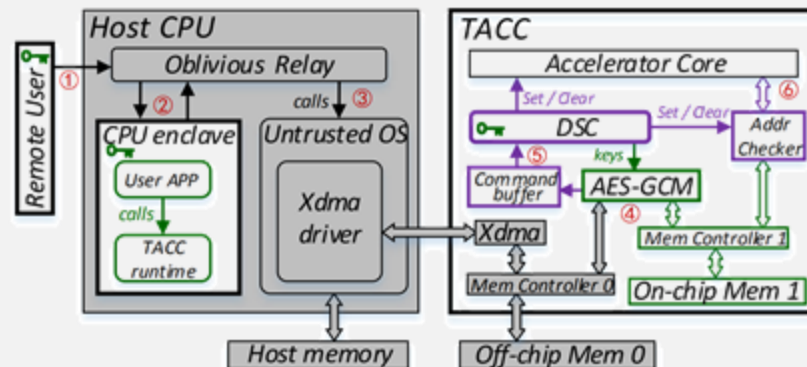 Host CPU
TACC
Remote User
①
Oblivious Relay
②
calls
③
CPU enclave
User APP
calls
TACC
runtime
Untrusted OS
Xdma
driver
Host memory
Accelerator Core
⑥
Set / Clear
Set / Clear
DSC
Addr
Checker
⑤
keys
Command
buffer
AES-GCM
④
Xdma
Mem Controller 1
Mem Controller 0
On-chip Mem 1
Off-chip Mem 0